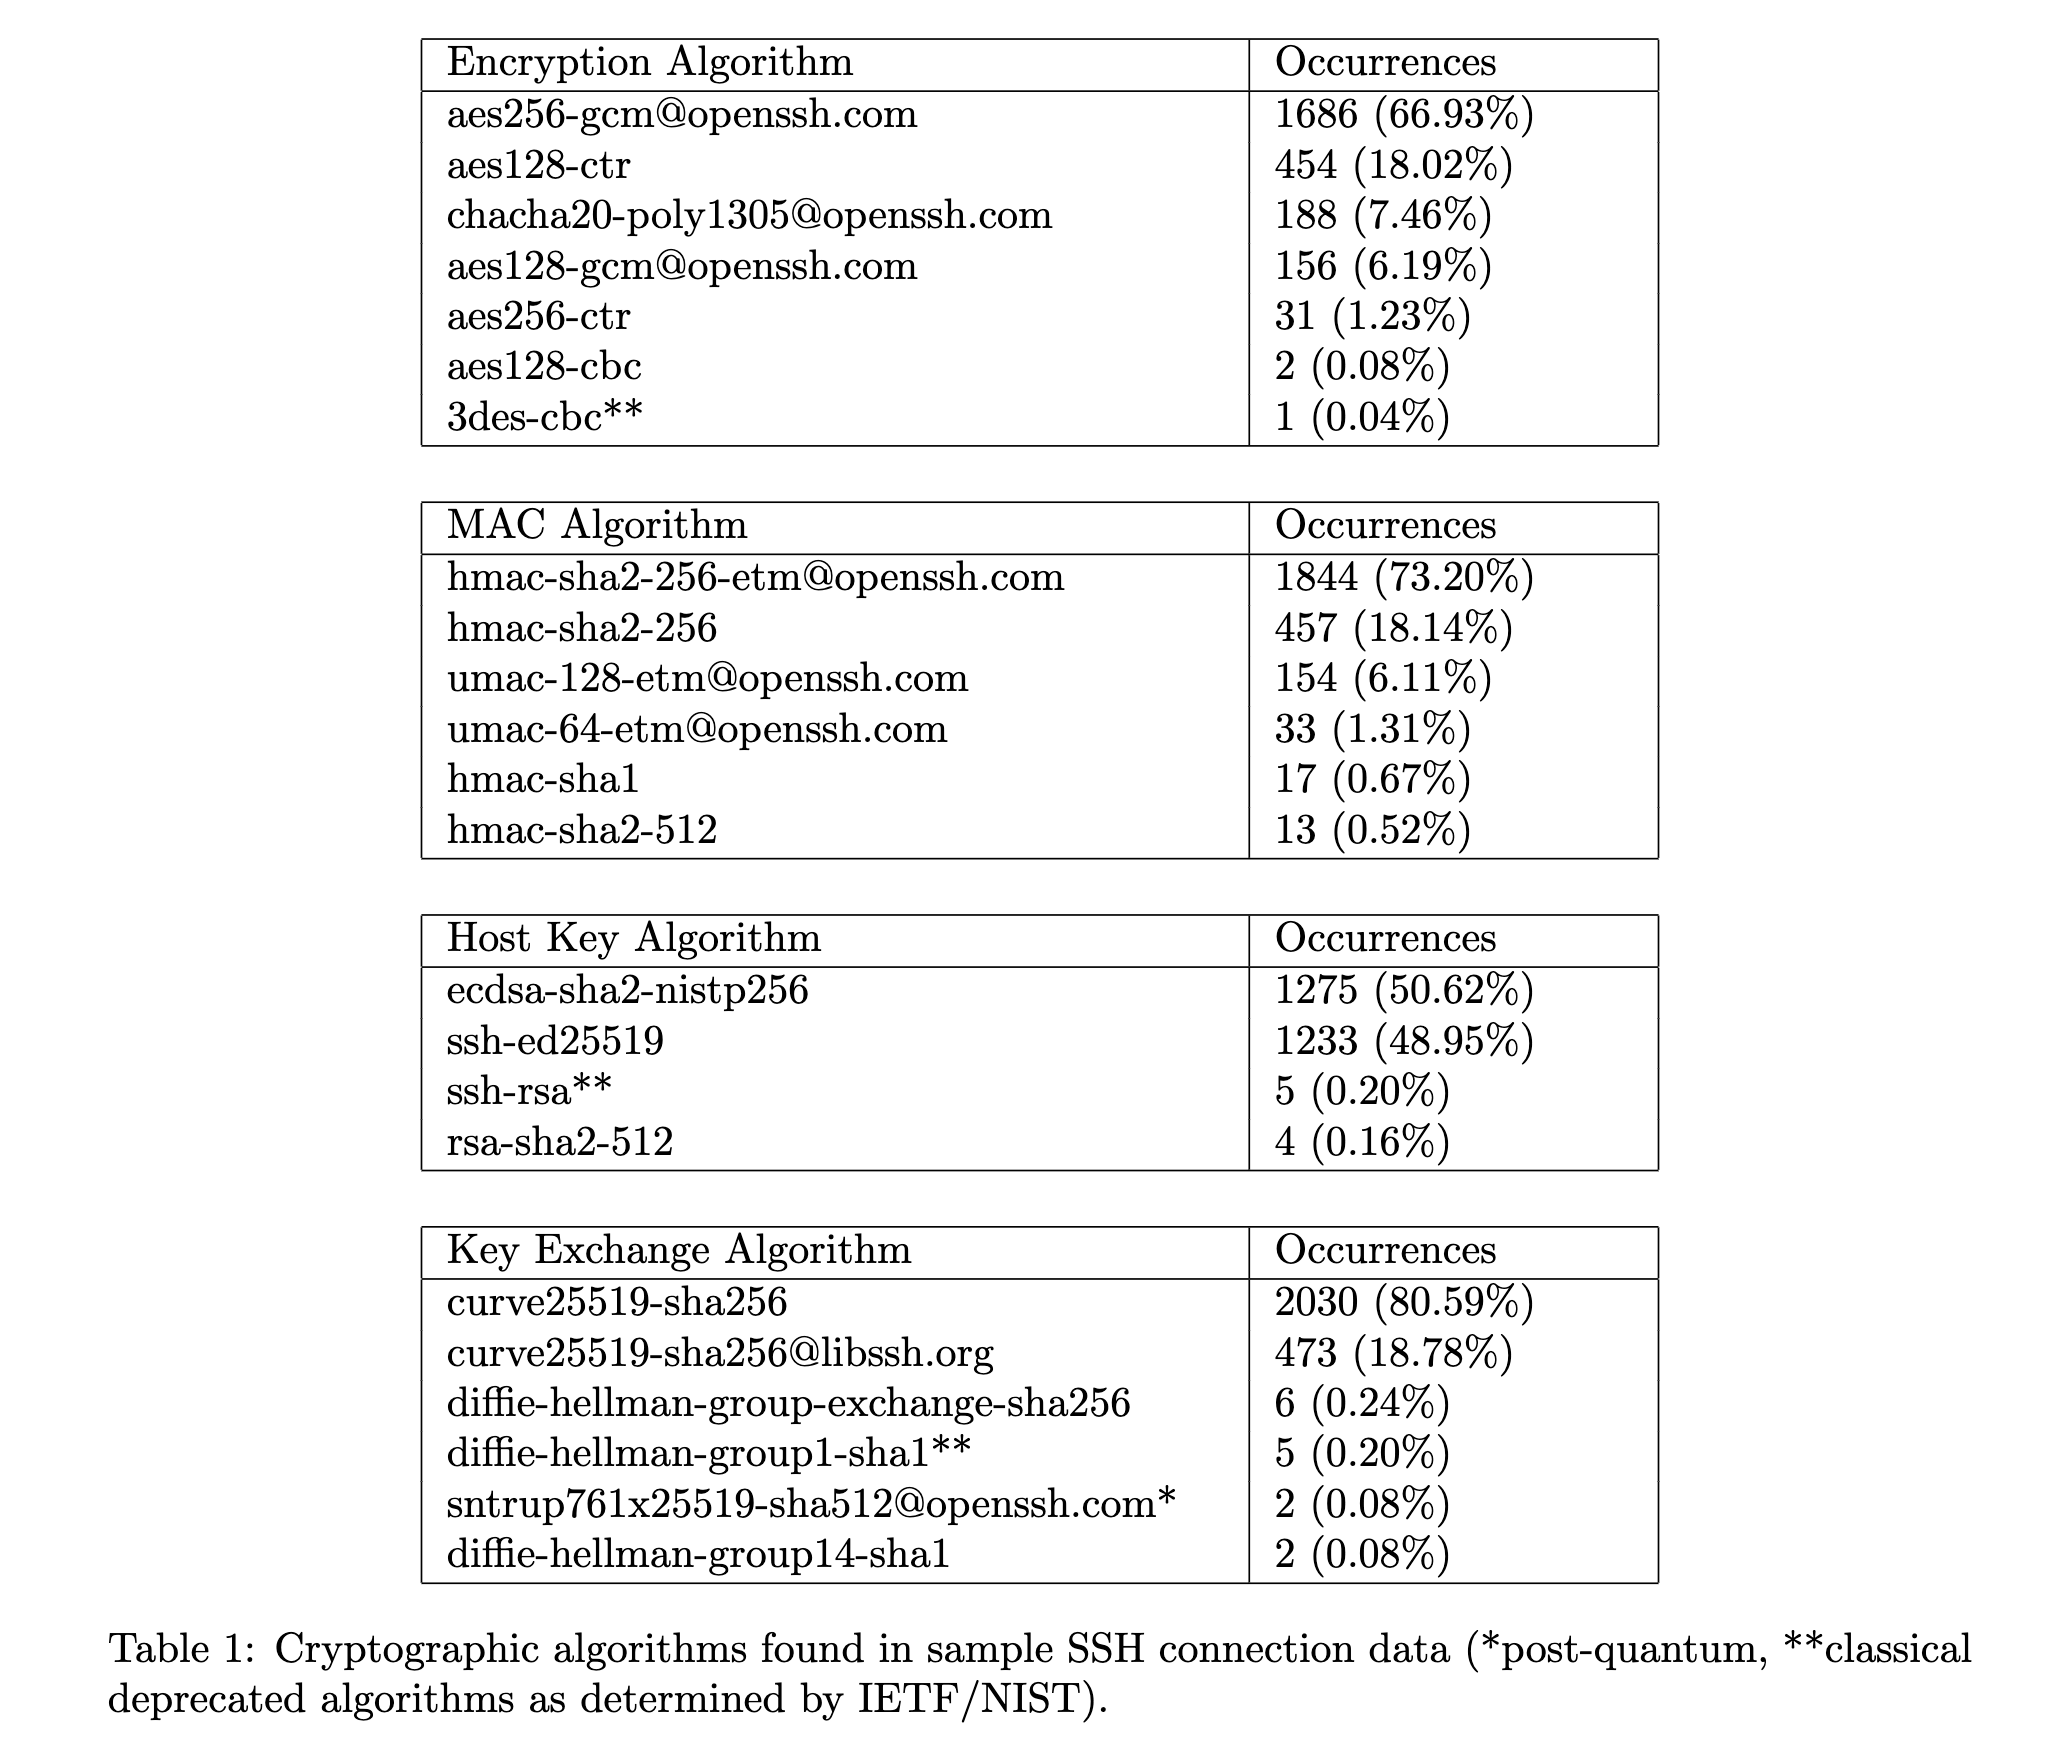 Encryption Algorithm Occurrences
aes256-gcm@openssh.com 1686 (66.93%)
aes128-ctr 454 (18.02%)
chacha20-poly1305@openssh.com 188 (7.46%)
aes128-gcm@openssh.com 156 (6.19%)
aes256-ctr 31 (1.23%)
aes128-cbc 2 (0.08%)
3des-cbc** 1 (0.04%)
MAC Algorithm Occurrences
hmac-sha2-256-etm@openssh.com 1844 (73.20%)
hmac-sha2-256 457 (18.14%)
umac-128-etm@openssh.com 154 (6.11%)
umac-64-etm@openssh.com 33 (1.31%)
hmac-sha1 17 (0.67%)
hmac-sha2-512 13 (0.52%)
Host Key Algorithm Occurrences
ecdsa-sha2-nistp256 1275 (50.62%)
ssh-ed25519 1233 (48.95%)
ssh-rsa** 5 (0.20%)
rsa-sha2-512 4 (0.16%)
Key Exchange Algorithm Occurrences
curve25519-sha256 2030 (80.59%)
curve25519-sha256@libssh.org 473 (18.78%)
diffie-hellman-group-exchange-sha256 6 (0.24%)
diffie-hellman-group1-sha1** 5 (0.20%)
sntrup761x25519-sha512@openssh.com* 2 (0.08%)
diffie-hellman-group14-sha1 2 (0.08%)
Table 1: Cryptographic algorithms found in sample SSH connection data (*post-quantum, **classical
deprecated algorithms as determined by IETF/NIST).